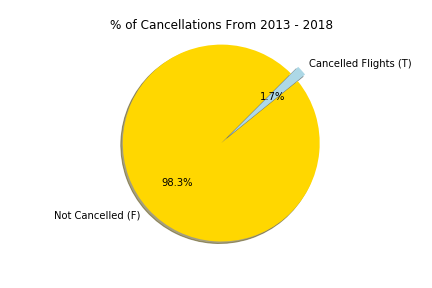 % of Cancellations From 2013 - 2018
Cancelled Flights (T)
1.7%
98.3%
Not Cancelled (F)